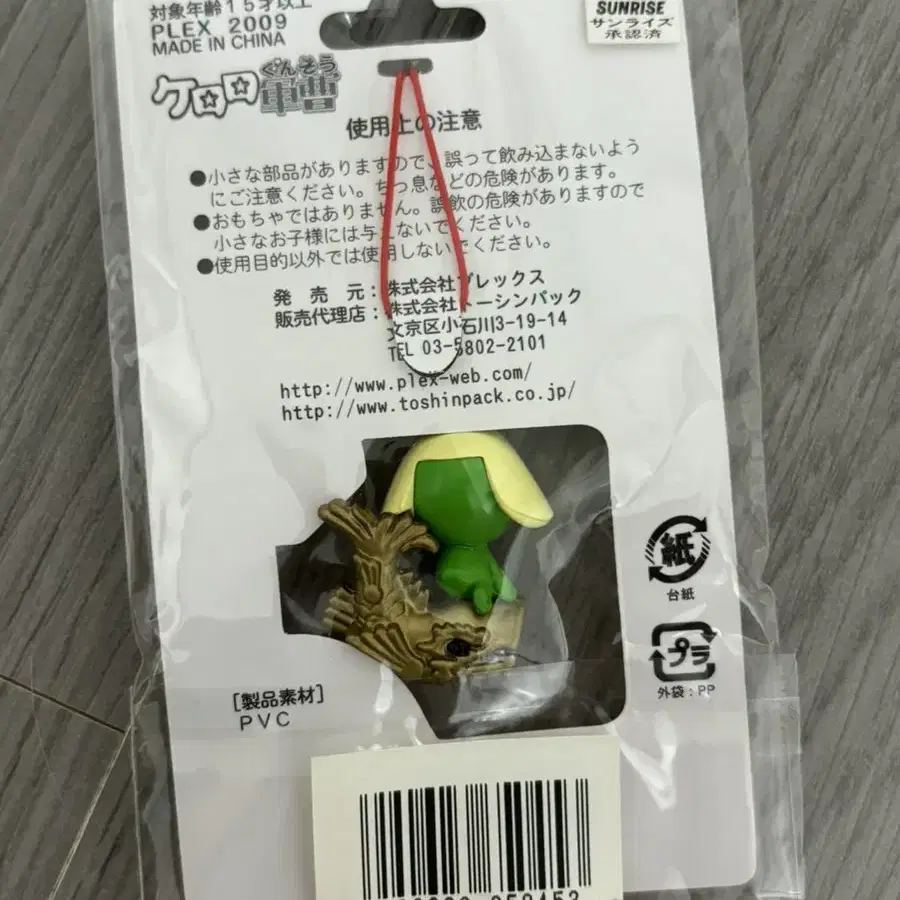 対象年齢15才以上
PLEX 2009
MADE IN CHINA
SUNRISE
サンライズ
承認済
ケロロ軍曹
ぐんそう
使用上の注意
●小さな部品がありますので、誤って飲み込まないよう
にご注意ください。ちっ息などの危険があります。
●おもちゃではありません。誤飲の危険がありますので
小さなお子様には与えないでください。
●使用目的以外では使用しないでください。
発売元：株式会社プレックス
販売代理店：株式会社トーシンパック
文京区小石川3-19-14
TEL 03-5802-2101
http://www.plex-web.com/
http://www.toshinpack.co.jp/
紙
台紙
プラ
外袋：PP
[製品素材]
PVC